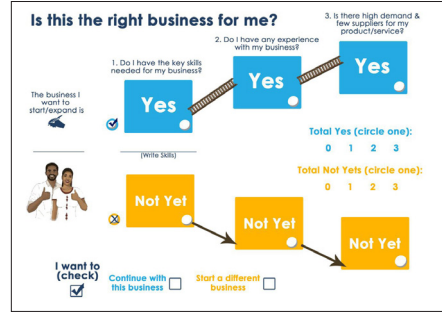 Is this the right business for me?
3. Is there high demand &
few suppliers for my
product/service?
2. Do I have any experience
with my business?
1. Do I have the key skills
needed for my business?
The business I
want to
start/expand is
Yes
Yes
Yes
(Write Skills)
Total Yes (circle one):
0 1 2 3
Total Not Yets (circle one):
0 1 2 3
Not Yet
Not Yet
Not Yet
I want to
(check)
Continue with
this business
Start a different
business